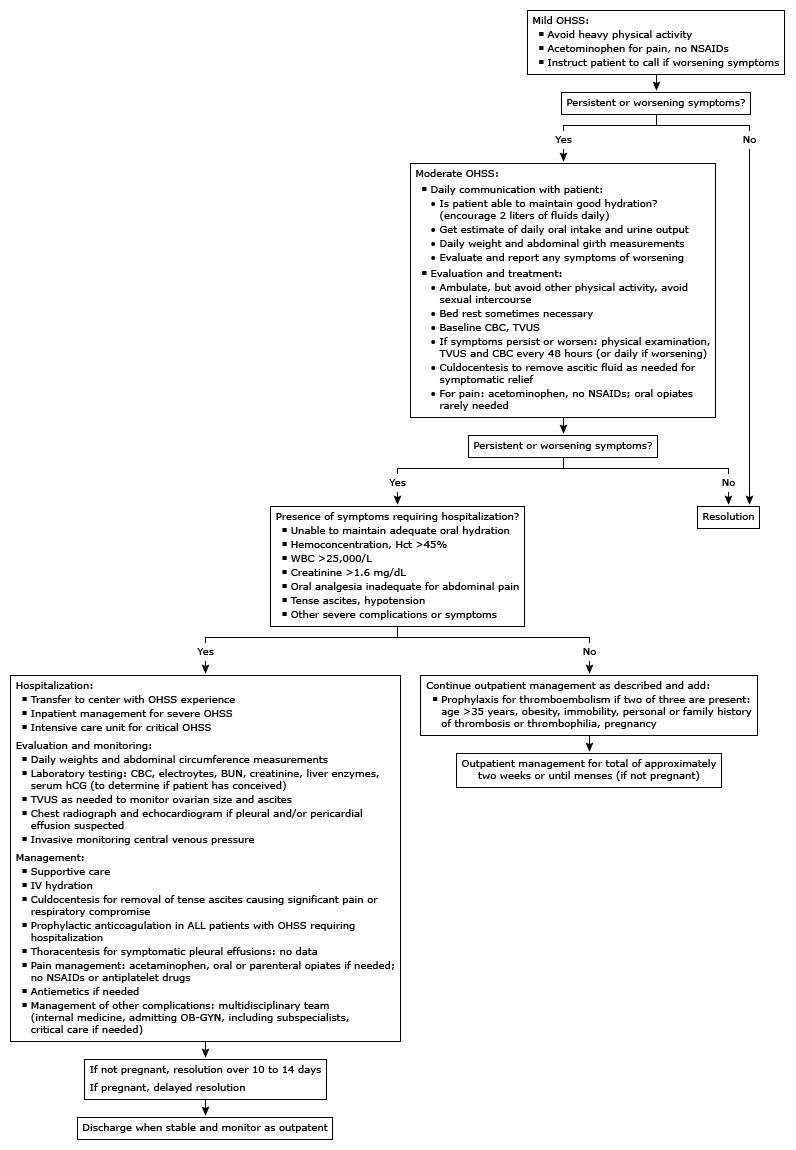 Mild OHSS:
▪ Avoid heavy physical activity
▪ Acetominophen for pain, no NSAIDs
▪ Instruct patient to call if worsening symptoms
Persistent or worsening symptoms?
Yes
No
Moderate OHSS:
▪ Daily communication with patient:
• Is patient able to maintain good hydration?
(encourage 2 liters of fluids daily)
• Get estimate of daily oral intake and urine output
• Daily weight and abdominal girth measurements
• Evaluate and report any symptoms of worsening
▪ Evaluation and treatment:
• Ambulate, but avoid other physical activity, avoid
sexual intercourse
• Bed rest sometimes necessary
• Baseline CBC, TVUS
• If symptoms persist or worsen: physical examination,
TVUS and CBC every 48 hours (or daily if worsening)
• Culdocentesis to remove ascitic fluid as needed for
symptomatic relief
• For pain: acetominophen, no NSAIDs; oral opiates
rarely needed
Persistent or worsening symptoms?
Yes
No
Resolution
Presence of symptoms requiring hospitalization?
▪ Unable to maintain adequate oral hydration
▪ Hemoconcentration, Hct >45%
▪ WBC >25,000/L
▪ Creatinine >1.6 mg/dL
▪ Oral analgesia inadequate for abdominal pain
▪ Tense ascites, hypotension
▪ Other severe complications or symptoms
Yes
No
Hospitalization:
▪ Transfer to center with OHSS experience
▪ Inpatient management for severe OHSS
▪ Intensive care unit for critical OHSS
Evaluation and monitoring:
▪ Daily weights and abdominal circumference measurements
▪ Laboratory testing: CBC, electroytes, BUN, creatinine, liver enzymes,
serum hCG (to determine if patient has conceived)
▪ TVUS as needed to monitor ovarian size and ascites
▪ Chest radiograph and echocardiogram if pleural and/or pericardial
effusion suspected
▪ Invasive monitoring central venous pressure
Management:
▪ Supportive care
▪ IV hydration
▪ Culdocentesis for removal of tense ascites causing significant pain or
respiratory compromise
▪ Prophylactic anticoagulation in ALL patients with OHSS requiring
hospitalization
▪ Thoracentesis for symptomatic pleural effusions: no data
▪ Pain management: acetaminophen, oral or parenteral opiates if needed;
no NSAIDs or antiplatelet drugs
▪ Antiemetics if needed
▪ Management of other complications: multidisciplinary team
(internal medicine, admitting OB-GYN, including subspecialists,
critical care if needed)
If not pregnant, resolution over 10 to 14 days
If pregnant, delayed resolution
Discharge when stable and monitor as outpatent
Continue outpatient management as described and add:
▪ Prophylaxis for thromboembolism if two of three are present:
age >35 years, obesity, immobility, personal or family history
of thrombosis or thrombophilia, pregnancy
Outpatient management for total of approximately
two weeks or until menses (if not pregnant)